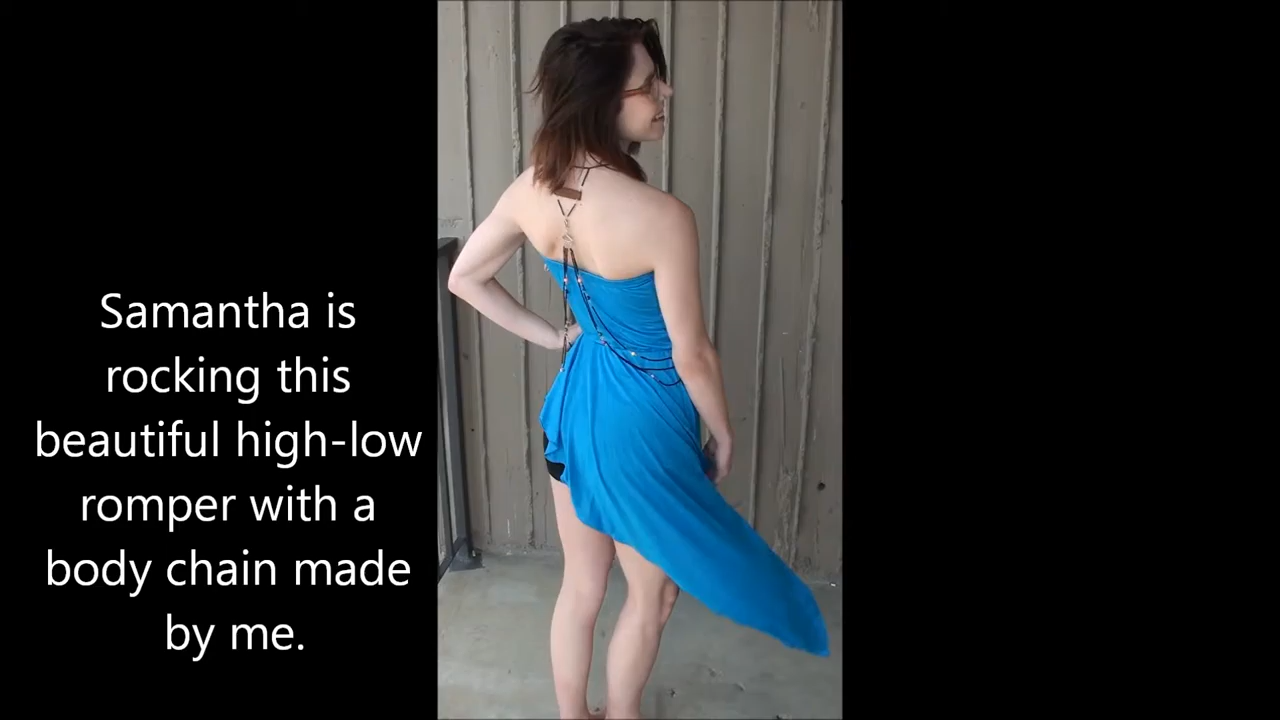 Samantha is
rocking this
beautiful high-low
romper with a
body chain made
by me.